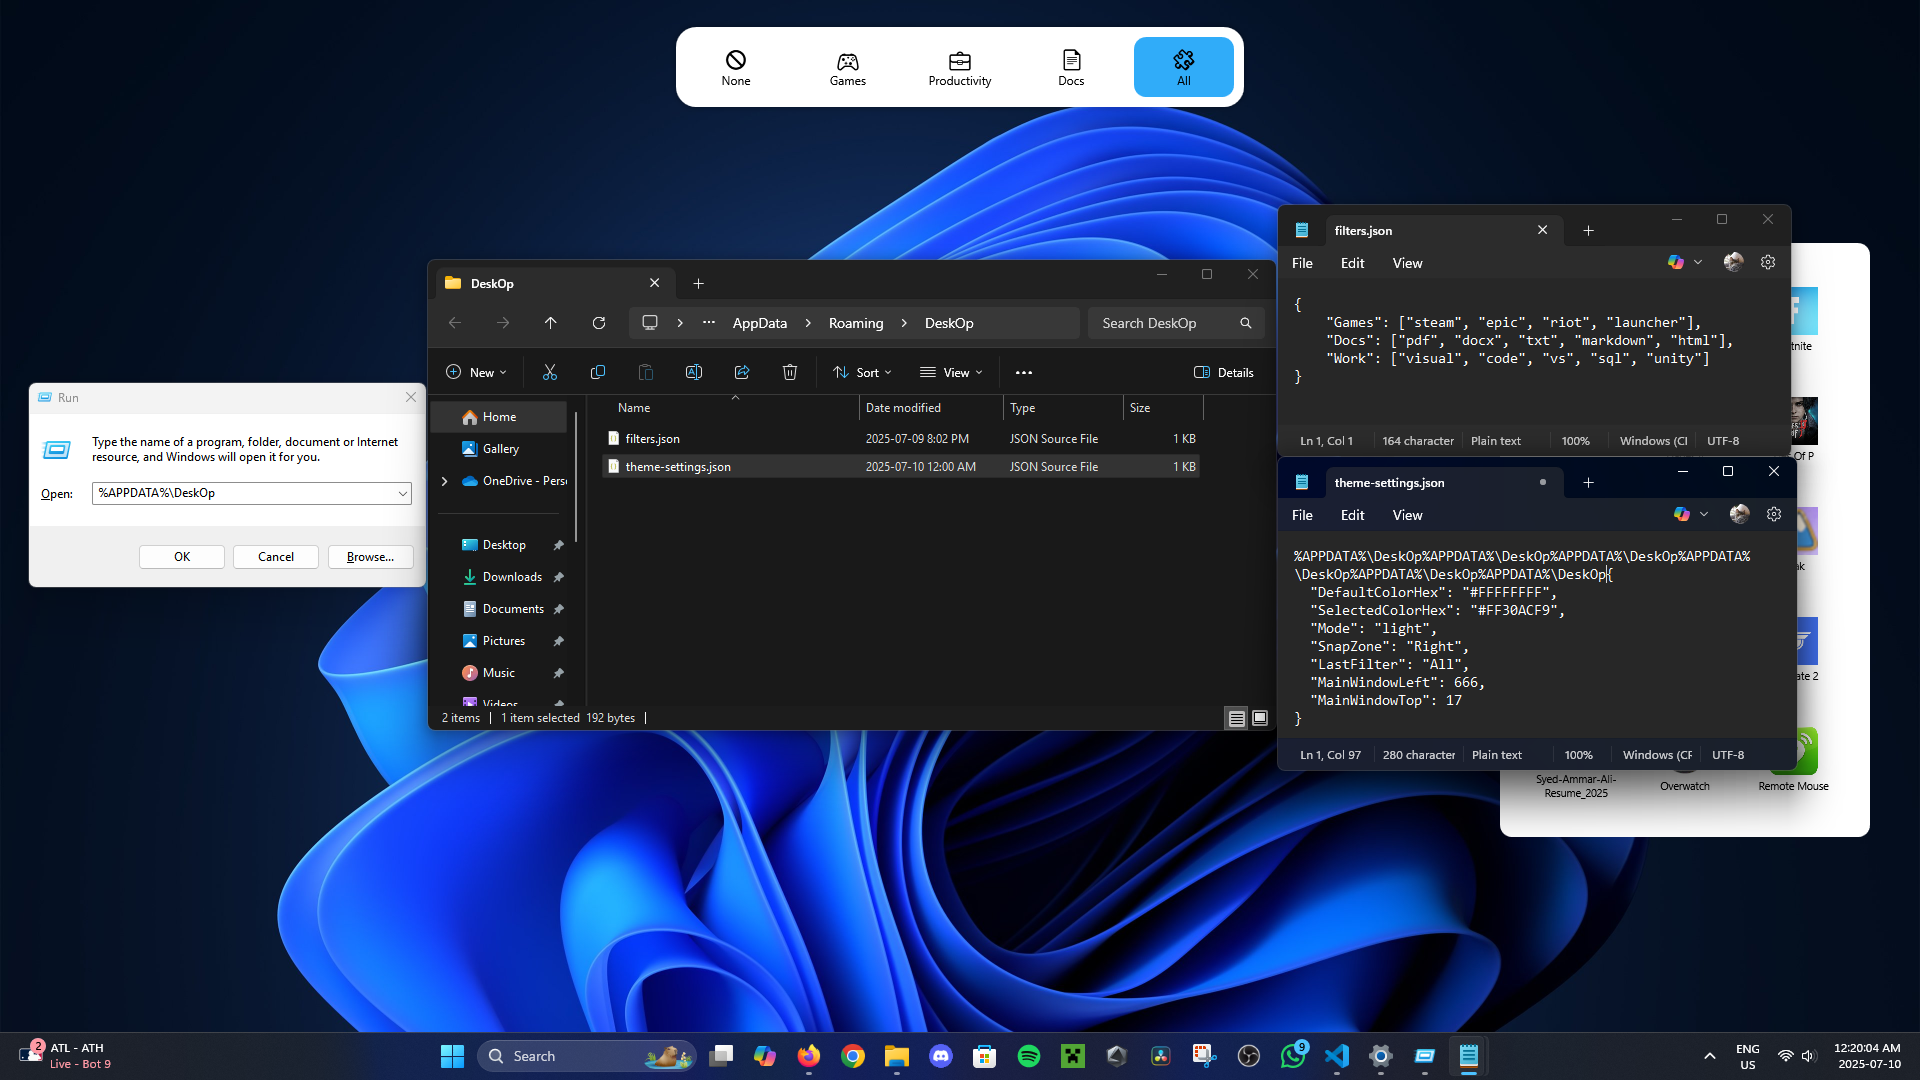 None
Games
Productivity
Docs
All
Run
Type the name of a program, folder, document or Internet
resource, and Windows will open it for you.
Open:
%APPDATA%\DeskOp
OK
Cancel
Browse...
DeskOp
AppData
Roaming
DeskOp
Search DeskOp
New
Sort
View
Details
Home
Gallery
OneDrive - Pers
Desktop
Downloads
Documents
Pictures
Music
Videos
Name
Date modified
Type
Size
filters.json
2025-07-09 8:02 PM
JSON Source File
1 KB
theme-settings.json
2025-07-10 12:00 AM
JSON Source File
1 KB
2 items
1 item selected 192 bytes
filters.json
File
Edit
View
{
"Games": ["steam", "epic", "riot", "launcher"],
"Docs": ["pdf", "docx", "txt", "markdown", "html"],
"Work": ["visual", "code", "vs", "sql", "unity"]
}
Ln 1, Col 1
164 character
Plain text
100%
Windows (Cl
UTF-8
theme-settings.json
File
Edit
View
%APPDATA%\DeskOp%APPDATA%\DeskOp%APPDATA%\DeskOp%APPDATA%
\DeskOp%APPDATA%\DeskOp%APPDATA%\DeskOp{
"DefaultColorHex": "#FFFFFFFF",
"SelectedColorHex": "#FF30ACF9",
"Mode": "light",
"SnapZone": "Right",
"LastFilter": "All",
"MainWindowLeft": 666,
"MainWindowTop": 17
}
Ln 1, Col 97
280 character
Plain text
100%
Windows (CF
UTF-8
tnite
Of P
ak
ate 2
Syed-Ammar-Ali-
Resume_2025
Overwatch
Remote Mouse
2
ATL - ATH
Live - Bot 9
Search
9
ENG
US
12:20:04 AM
2025-07-10